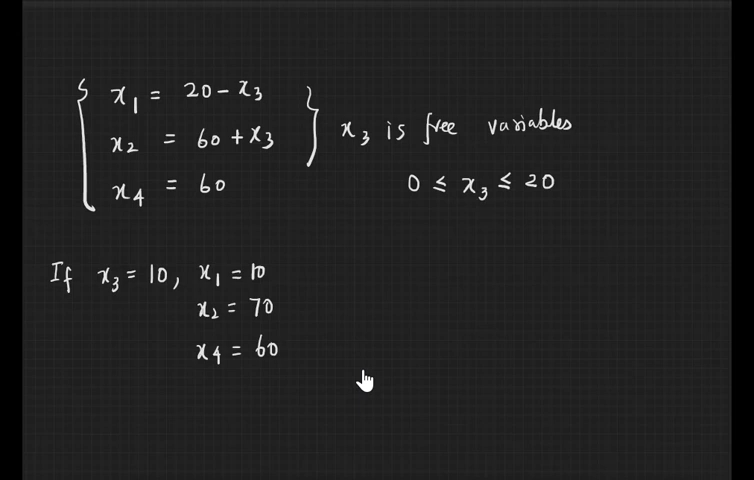 x₁ = 20 - x₃
x₂ = 60 + x₃
x₄ = 60
x₃ is free variables
0 ≤ x₃ ≤ 20
If x₃ = 10, x₁ = 10
x₂ = 70
x₄ = 60